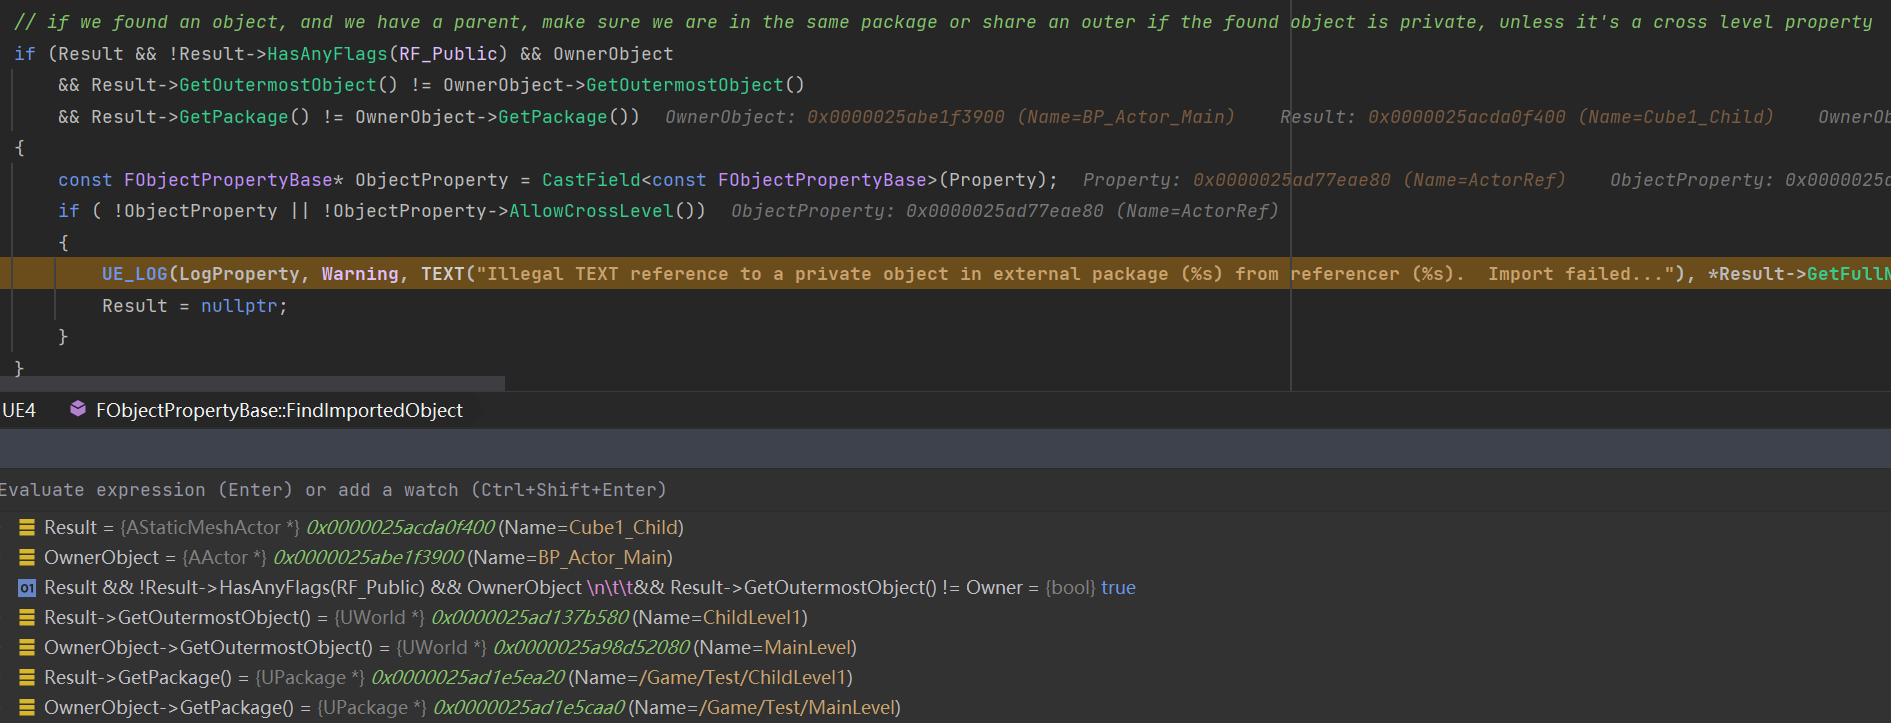 // if we found an object, and we have a parent, make sure we are in the same package or share an outer if the found object is private, unless it's a cross level property
if (Result && !Result->HasAnyFlags(RF_Public) && OwnerObject
&& Result->GetOutermostObject() != OwnerObject->GetOutermostObject()
&& Result->GetPackage() != OwnerObject->GetPackage()) OwnerObject: 0x0000025abe1f3900 (Name=BP_Actor_Main) Result: 0x0000025acda0f400 (Name=Cube1_Child) OwnerOb
{
const FObjectPropertyBase* ObjectProperty = CastField<const FObjectPropertyBase>(Property); Property: 0x0000025ad77eae80 (Name=ActorRef) ObjectProperty: 0x0000025a
if ( !ObjectProperty || !ObjectProperty->AllowCrossLevel()) ObjectProperty: 0x0000025ad77eae80 (Name=ActorRef)
{
UE_LOG(LogProperty, Warning, TEXT("Illegal TEXT reference to a private object in external package (%s) from referencer (%s).  Import failed..."), *Result->GetFullN
Result = nullptr;
}
}
UE4 FObjectPropertyBase::FindImportedObject
Evaluate expression (Enter) or add a watch (Ctrl+Shift+Enter)
Result = {AStaticMeshActor *} 0x0000025acda0f400 (Name=Cube1_Child)
OwnerObject = {AActor *} 0x0000025abe1f3900 (Name=BP_Actor_Main)
01 Result && !Result->HasAnyFlags(RF_Public) && OwnerObject \n\t\t&& Result->GetOutermostObject() != Owner = {bool} true
Result->GetOutermostObject() = {UWorld *} 0x0000025ad137b580 (Name=ChildLevel1)
OwnerObject->GetOutermostObject() = {UWorld *} 0x0000025a98d52080 (Name=MainLevel)
Result->GetPackage() = {UPackage *} 0x0000025ad1e5ea20 (Name=/Game/Test/ChildLevel1)
OwnerObject->GetPackage() = {UPackage *} 0x0000025ad1e5caa0 (Name=/Game/Test/MainLevel)